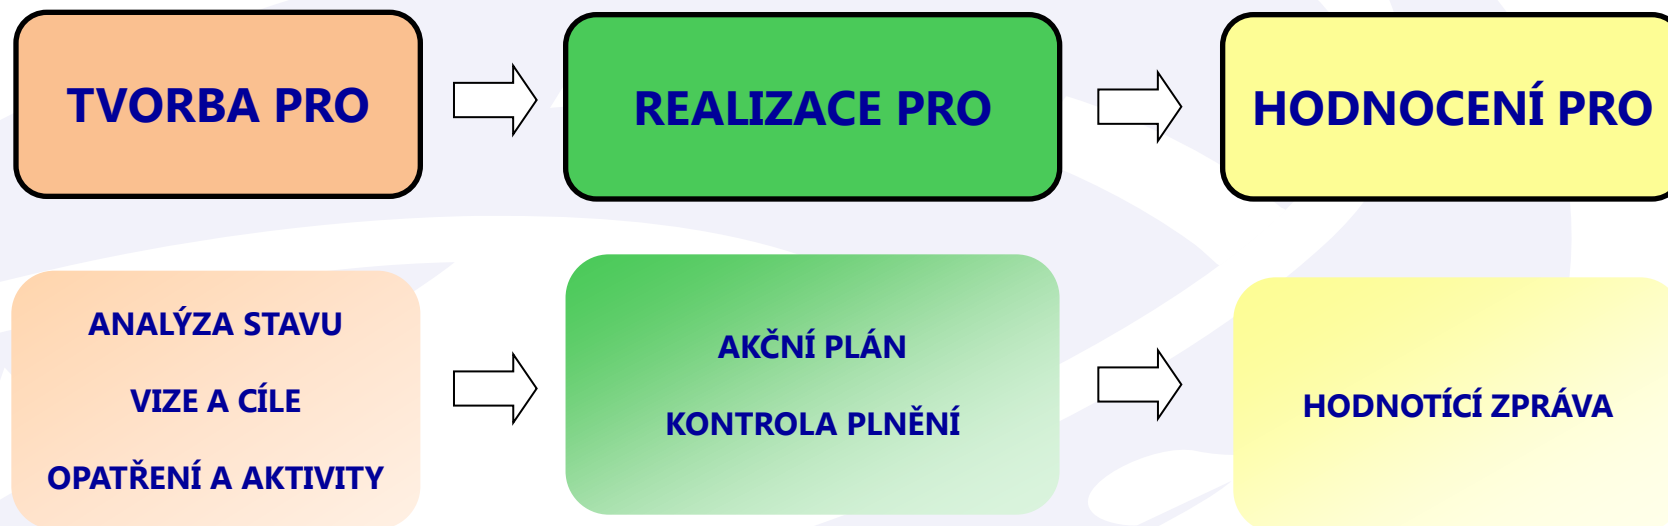 TVORBA PRO
REALIZACE PRO
HODNOCENÍ PRO
ANALÝZA STAVU
VIZE A CÍLE
OPATŘENÍ A AKTIVITY
AKČNÍ PLÁN
KONTROLA PLNĚNÍ
HODNOTÍCÍ ZPRÁVA